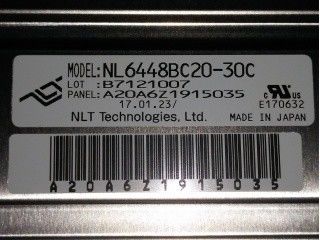 MODEL:NL6448BC20-30C
LOT :B7121007
PANEL:A20A6Z1915035
17.01.23/
NLT Technologies, Ltd.
E170632
MADE IN JAPAN
A20A6Z1915035